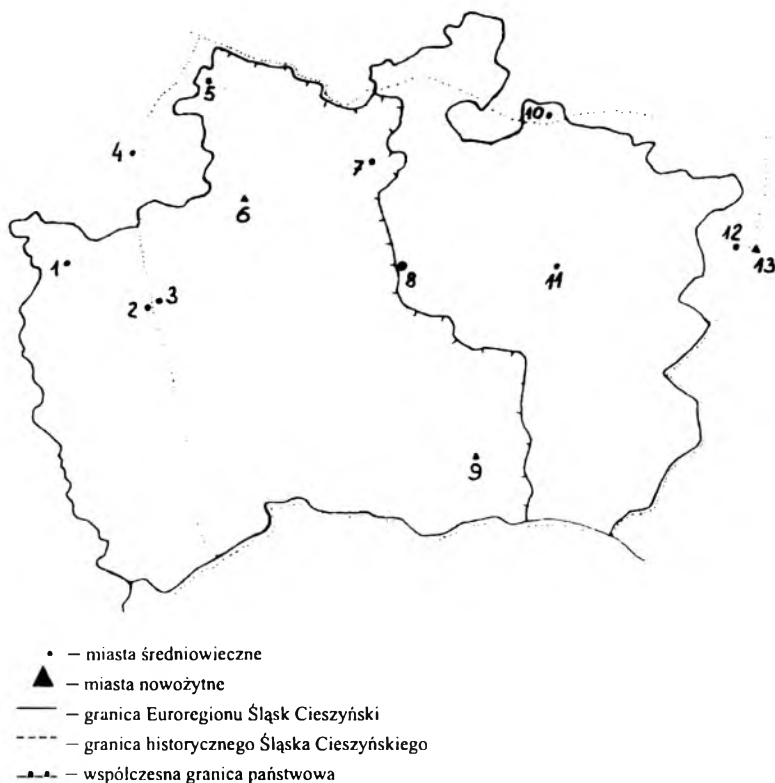 5
10
4
7
6
12
13
1
8
11
2
3
9
– miasta średniowieczne
– miasta nowożytne
– granica Euroregionu Śląsk Cieszyński
– granica historycznego Śląska Cieszyńskiego
– współczesna granica państwowa